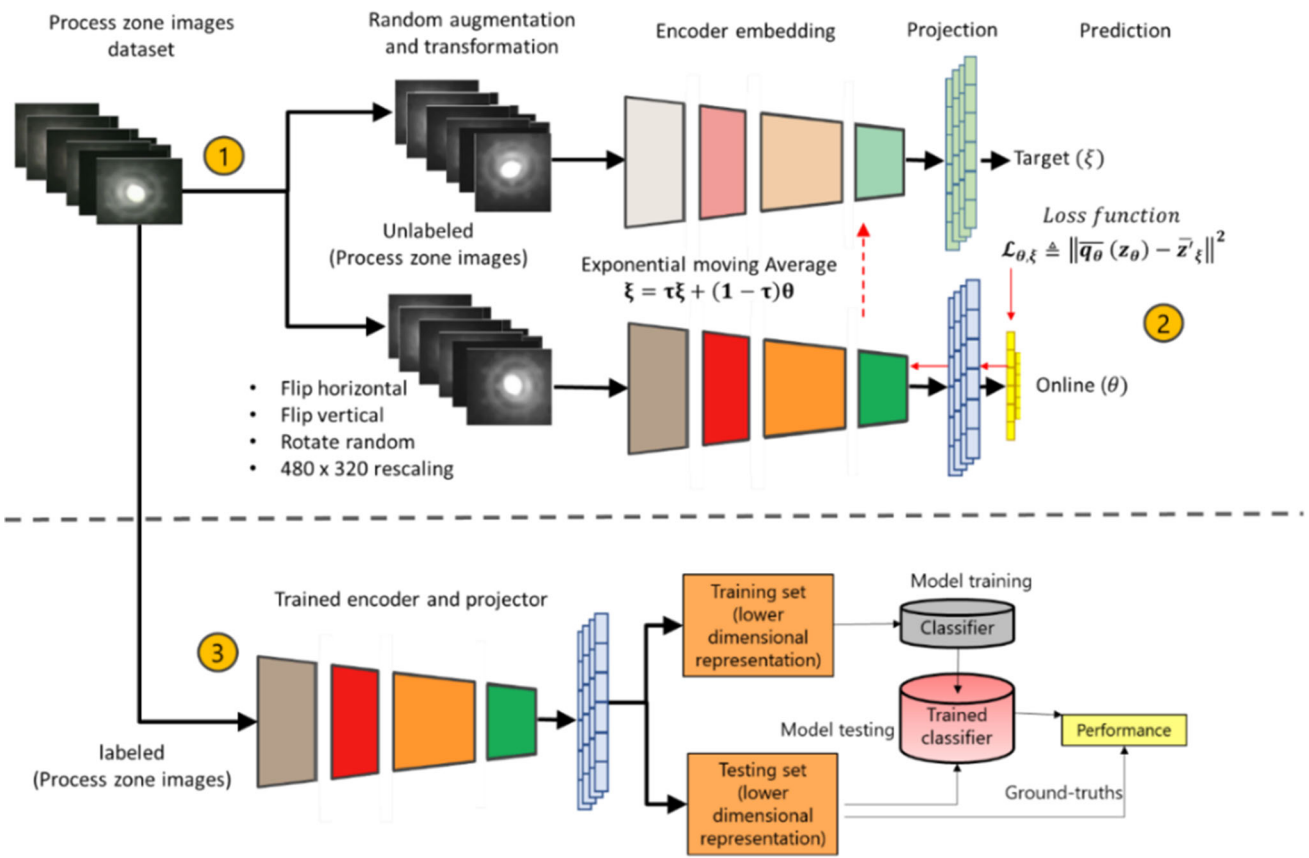 Process zone images
dataset
Random augmentation
and transformation
Encoder embedding
Projection
Prediction
1
Target (ξ)
Unlabeled
(Process zone images)
Loss function
ℒθ,ξ ≜ ‖q̅θ (zθ) − z̅′ξ‖²
Exponential moving Average
ξ = τξ + (1 − τ)θ
2
Online (θ)
• Flip horizontal
• Flip vertical
• Rotate random
• 480 x 320 rescaling
Trained encoder and projector
3
labeled
(Process zone images)
Training set
(lower
dimensional
representation)
Model training
Classifier
Model testing
Trained
classifier
Performance
Testing set
(lower
dimensional
representation)
Ground-truths